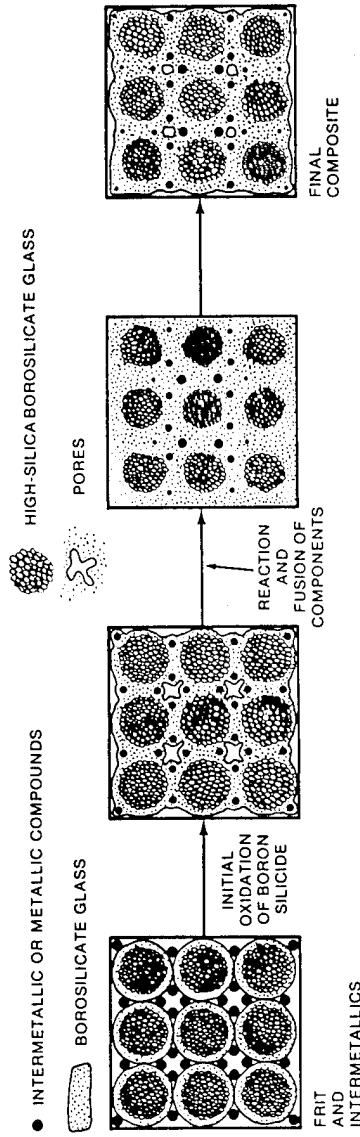 ● INTERMETALLIC OR METALLIC COMPOUNDS
BOROSILICATE GLASS
HIGH-SILICA BOROSILICATE GLASS
PORES
FRIT
AND
INTERMETALLICS
INITIAL
OXIDATION
OF BORON
SILICIDE
REACTION
AND
FUSION OF
COMPONENTS
FINAL
COMPOSITE